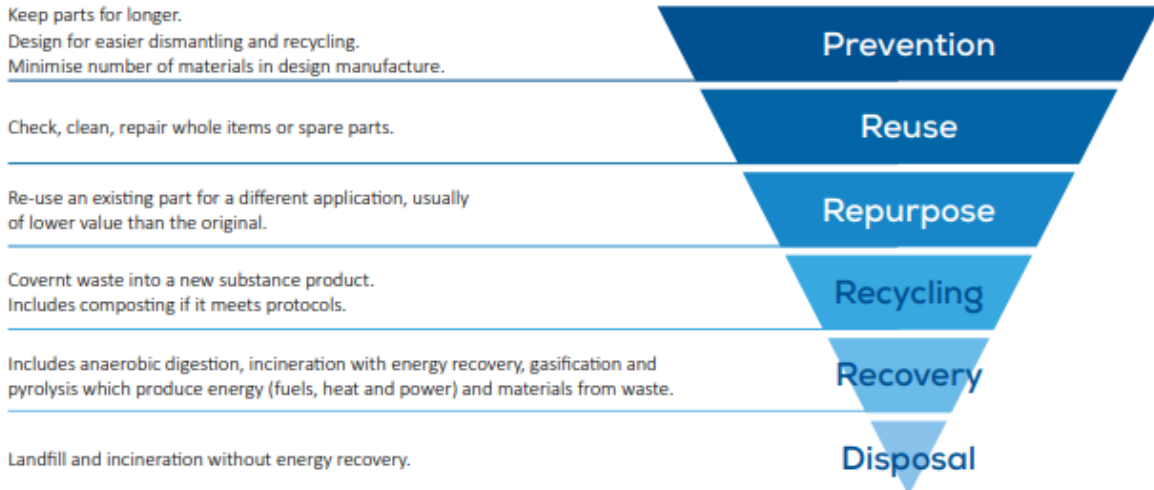 Keep parts for longer.
Design for easier dismantling and recycling.
Minimise number of materials in design manufacture.
Prevention
Check, clean, repair whole items or spare parts.
Reuse
Re-use an existing part for a different application, usually
of lower value than the original.
Repurpose
Covernt waste into a new substance product.
Includes composting if it meets protocols.
Recycling
Includes anaerobic digestion, incineration with energy recovery, gasification and
pyrolysis which produce energy (fuels, heat and power) and materials from waste.
Recovery
Landfill and incineration without energy recovery.
Disposal